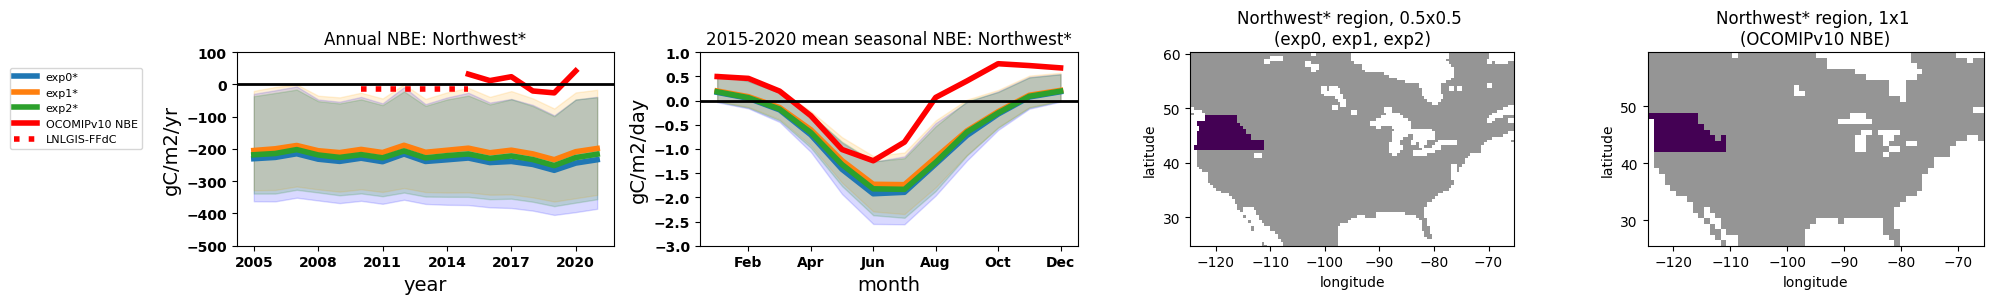 exp0*
exp1*
exp2*
OCOMIPv10 NBE
LNLGIS-FFdC
Annual NBE: Northwest*
gC/m2/yr
100
0
−100
−200
−300
−400
−500
2005 2008 2011 2014 2017 2020
year
2015-2020 mean seasonal NBE: Northwest*
gC/m2/day
1.0
0.5
0.0
−0.5
−1.0
−1.5
−2.0
−2.5
−3.0
Feb Apr Jun Aug Oct Dec
month
Northwest* region, 0.5x0.5
(exp0, exp1, exp2)
latitude
60
50
40
30
−120 −110 −100 −90 −80 −70
longitude
Northwest* region, 1x1
(OCOMIPv10 NBE)
latitude
50
40
30
−120 −110 −100 −90 −80 −70
longitude